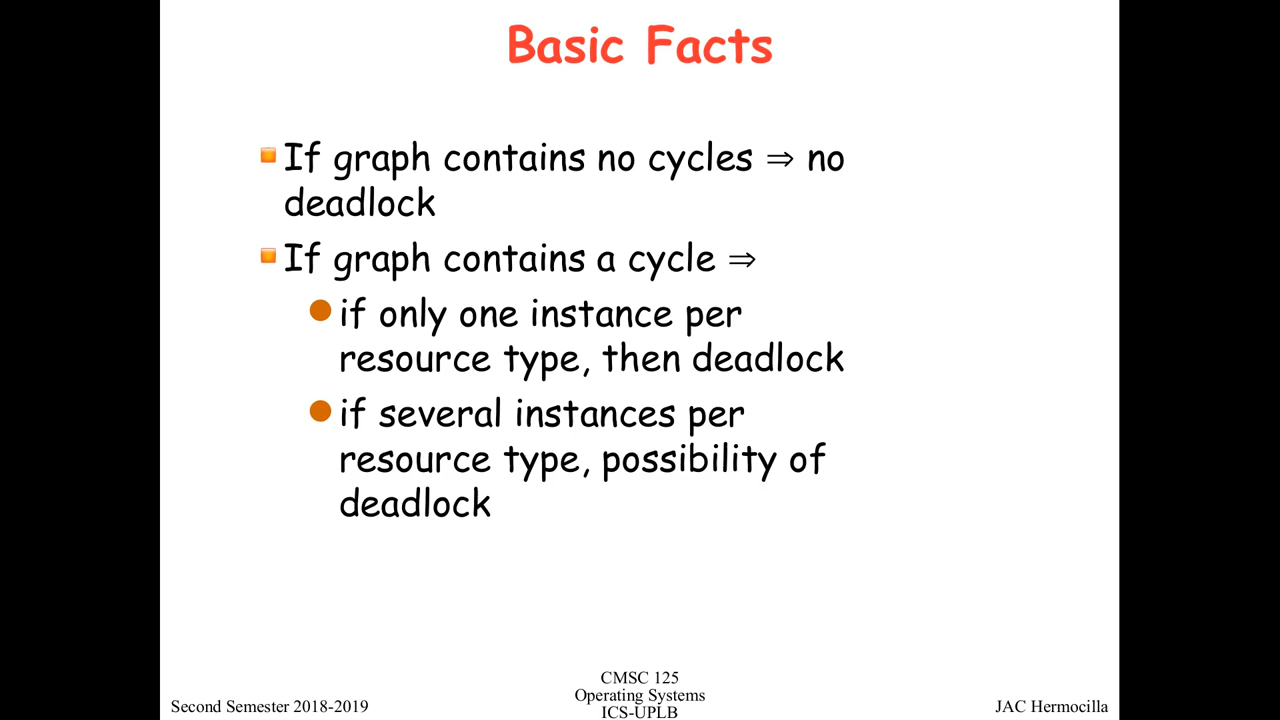 Basic Facts
If graph contains no cycles ⇒ no
deadlock
If graph contains a cycle ⇒
if only one instance per
resource type, then deadlock
if several instances per
resource type, possibility of
deadlock
Second Semester 2018-2019
CMSC 125
Operating Systems
ICS-UPLB
JAC Hermocilla